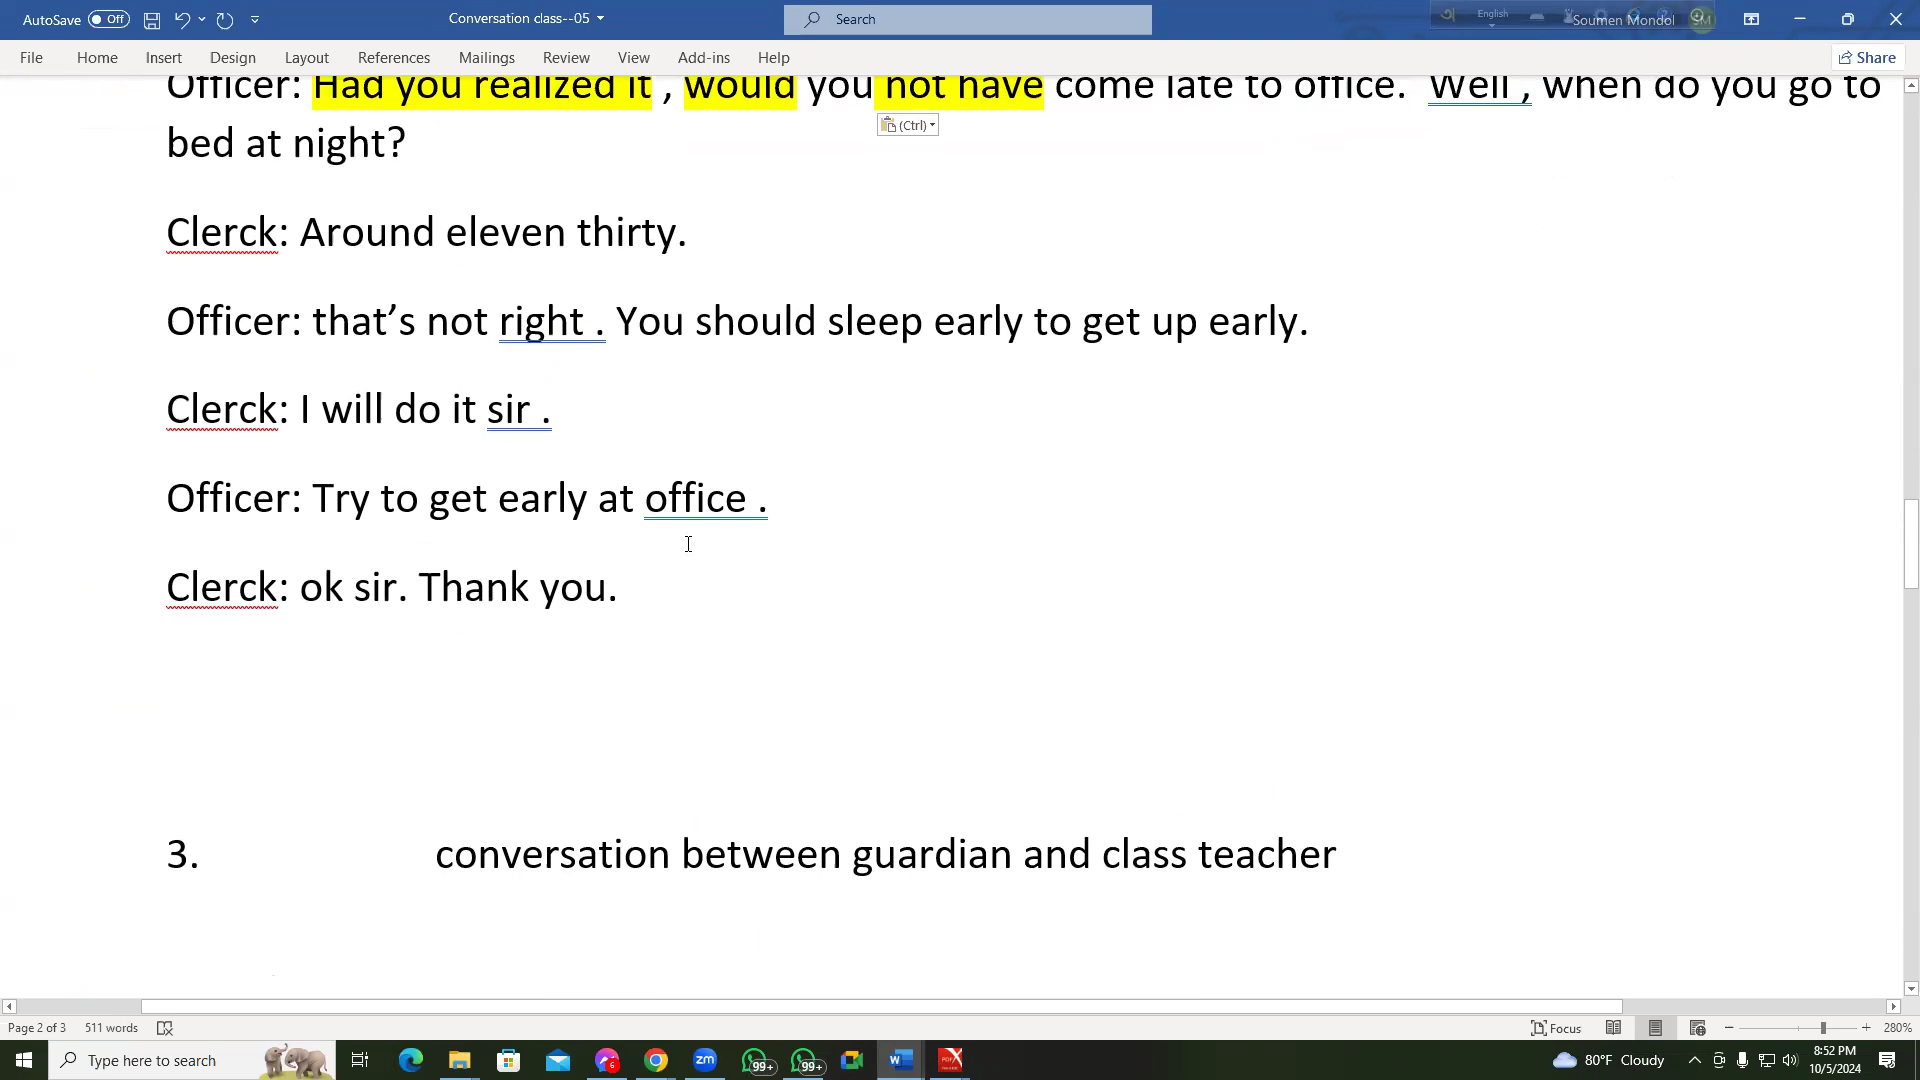 AutoSave Off Conversation class--05 Search English Soumen Mondol SM
File Home Insert Design Layout References Mailings Review View Add-ins Help Share
Officer: Had you realized it , would you not have come late to office. Well , when do you go to
(Ctrl)
bed at night?
Clerck: Around eleven thirty.
Officer: that's not right . You should sleep early to get up early.
Clerck: I will do it sir .
Officer: Try to get early at office .
Clerck: ok sir. Thank you.
3. conversation between guardian and class teacher
Page 2 of 3 511 words Focus 280%
Type here to search 6 zm 99+ 99+ 80°F Cloudy 8:52 PM
10/5/2024